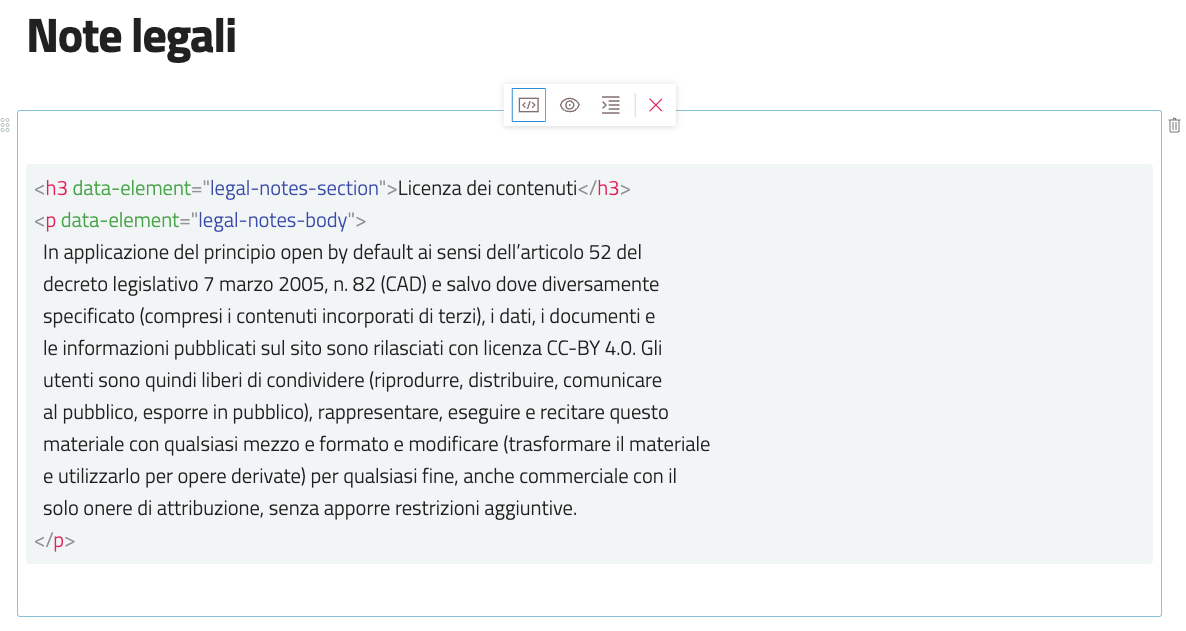 Note legali
<h3 data-element="legal-notes-section">Licenza dei contenuti</h3>
<p data-element="legal-notes-body">
In applicazione del principio open by default ai sensi dell’articolo 52 del
decreto legislativo 7 marzo 2005, n. 82 (CAD) e salvo dove diversamente
specificato (compresi i contenuti incorporati di terzi), i dati, i documenti e
le informazioni pubblicati sul sito sono rilasciati con licenza CC-BY 4.0. Gli
utenti sono quindi liberi di condividere (riprodurre, distribuire, comunicare
al pubblico, esporre in pubblico), rappresentare, eseguire e recitare questo
materiale con qualsiasi mezzo e formato e modificare (trasformare il materiale
e utilizzarlo per opere derivate) per qualsiasi fine, anche commerciale con il
solo onere di attribuzione, senza apporre restrizioni aggiuntive.
</p>